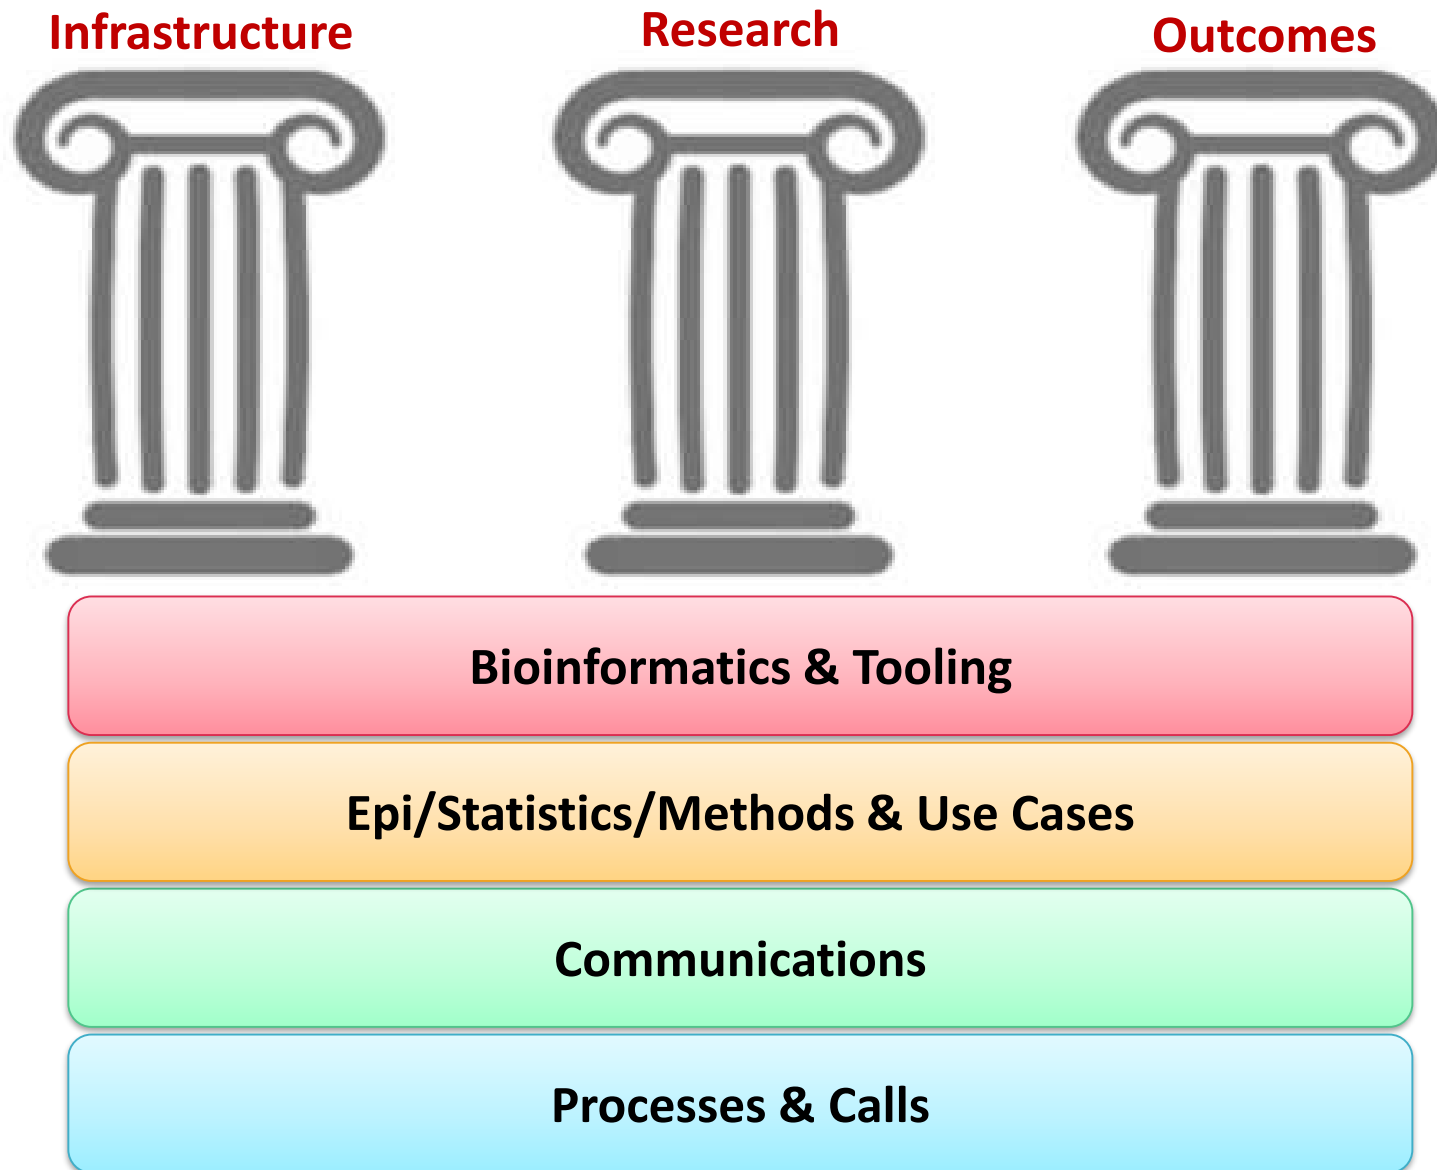 Infrastructure
Research
Outcomes
Bioinformatics & Tooling
Epi/Statistics/Methods & Use Cases
Communications
Processes & Calls